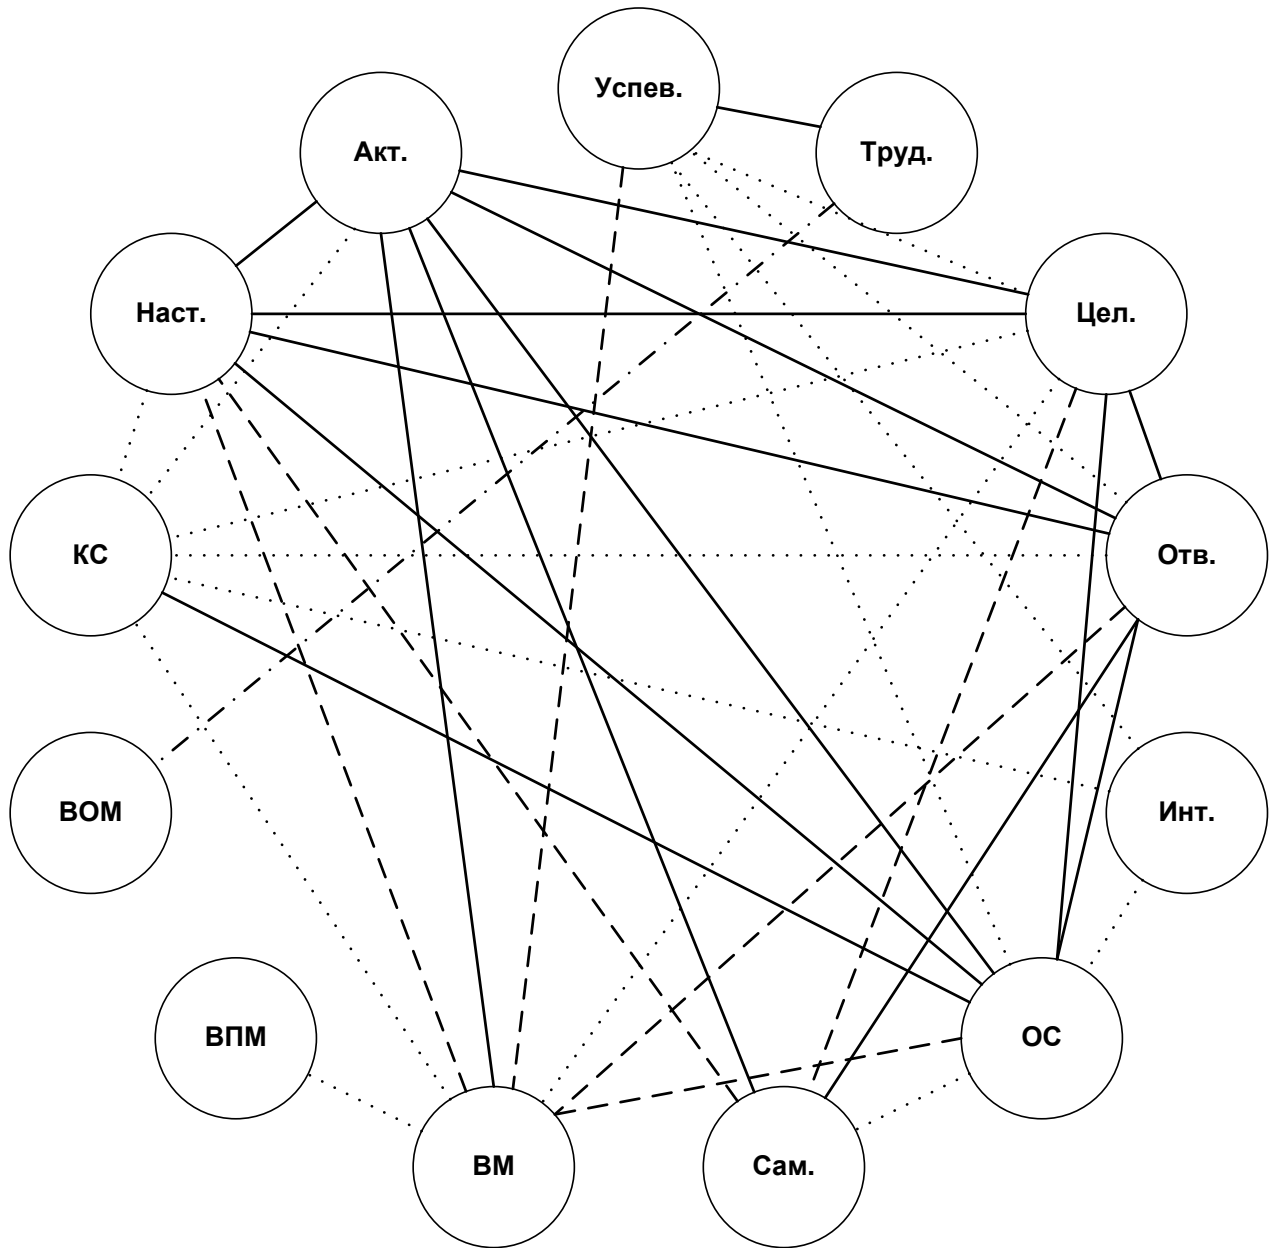 Успев.
Акт.
Труд.
Наст.
Цел.
КС
Отв.
ВОМ
Инт.
ВПМ
ОС
ВМ
Сам.